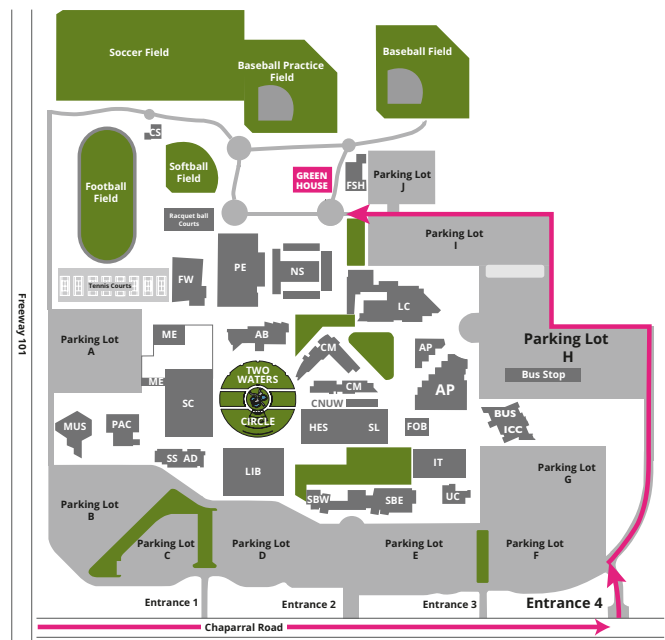 Soccer Field
Baseball Practice
Field
Baseball Field
CS
Softball
Field
GREEN
HOUSE
FSH
Parking Lot
J
Football
Field
Racquet ball
Courts
Parking Lot
I
PE
NS
FW
Tennis Courts
LC
Freeway 101
Parking Lot
A
ME
AB
CM
AP
Parking Lot
H
Bus Stop
ME
TWO
WATERS
CIRCLE
CM
AP
CNUW
SC
MUS
PAC
HES
SL
FOB
BUS
ICC
SS
AD
LIB
IT
Parking Lot
G
SBW
SBE
UC
Parking Lot
B
Parking Lot
C
Parking Lot
D
Parking Lot
E
Parking Lot
F
Entrance 1
Entrance 2
Entrance 3
Entrance 4
Chaparral Road